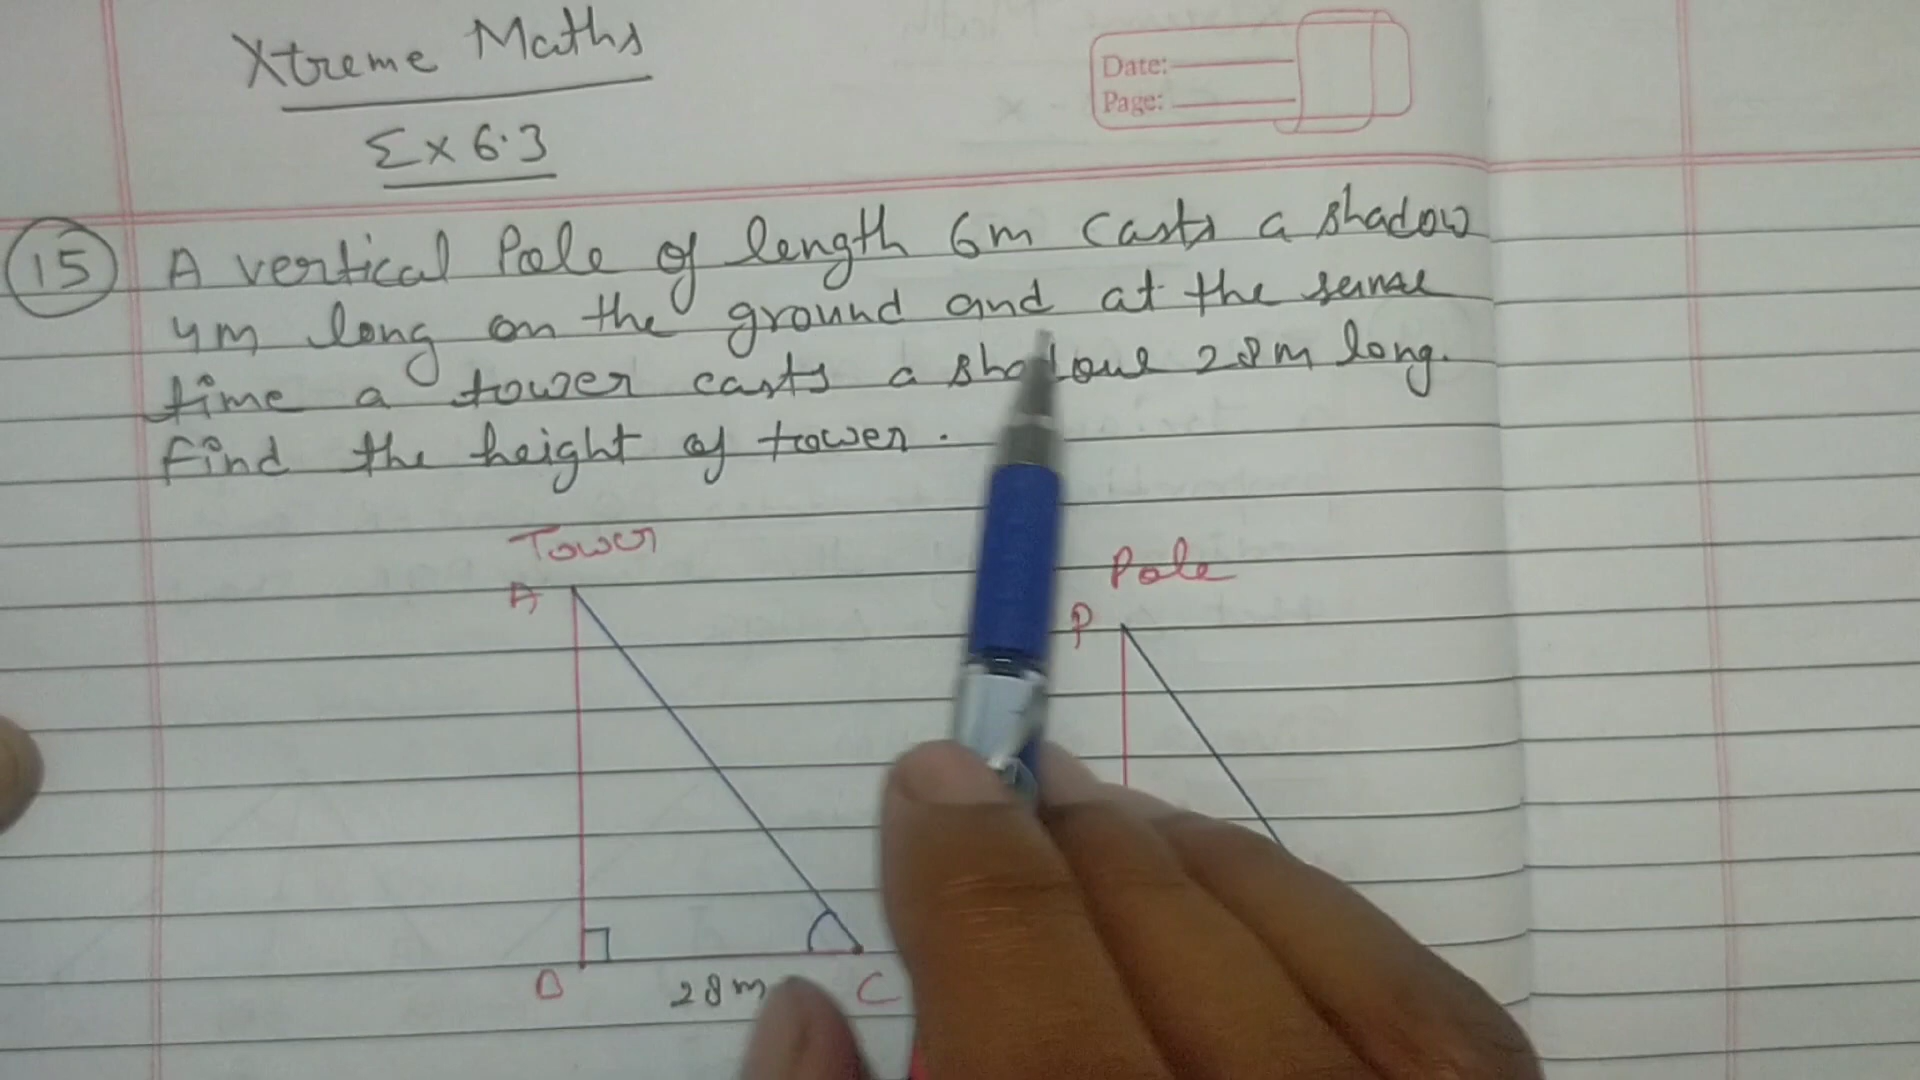 Xtreme Maths
Ex 6.3
Date:
Page:
15 A vertical Pole of length 6m casts a shadow
4m long on the ground and at the same
time a tower casts a shadow 28m long.
find the height of tower.
Tower
Pole
A
P
B
28m
C